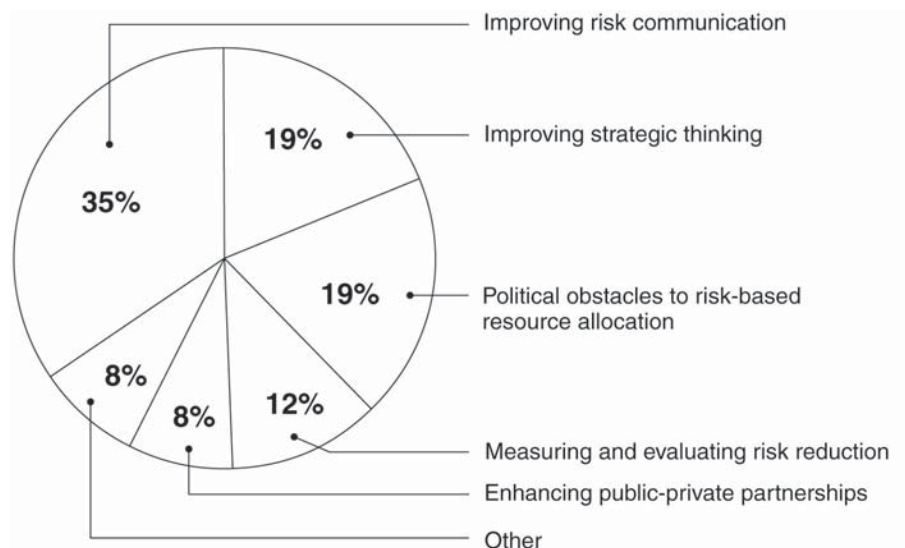 Improving risk communication
19%
Improving strategic thinking
35%
19%
Political obstacles to risk-based
resource allocation
8%
8%
12%
Measuring and evaluating risk reduction
Enhancing public-private partnerships
Other